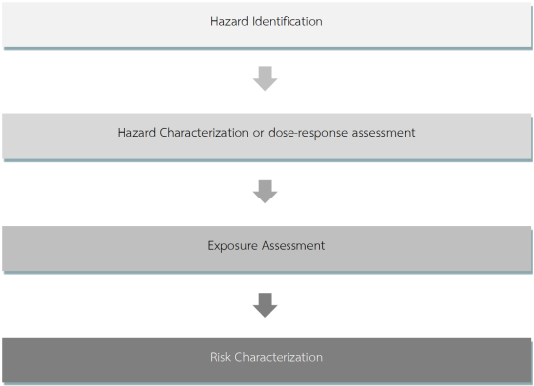 Hazard Identification
Hazard Characterization or dose-response assessment
Exposure Assessment
Risk Characterization